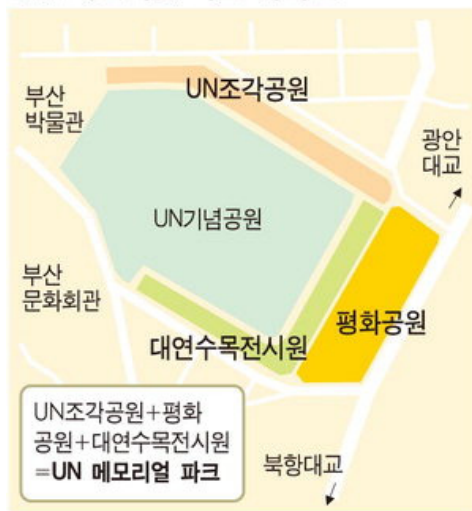 UN조각공원
부산
박물관
광안
대교
UN기념공원
부산
문화회관
대연수목전시원
평화공원
UN조각공원+평화
공원+대연수목전시원
=UN 메모리얼 파크
북항대교